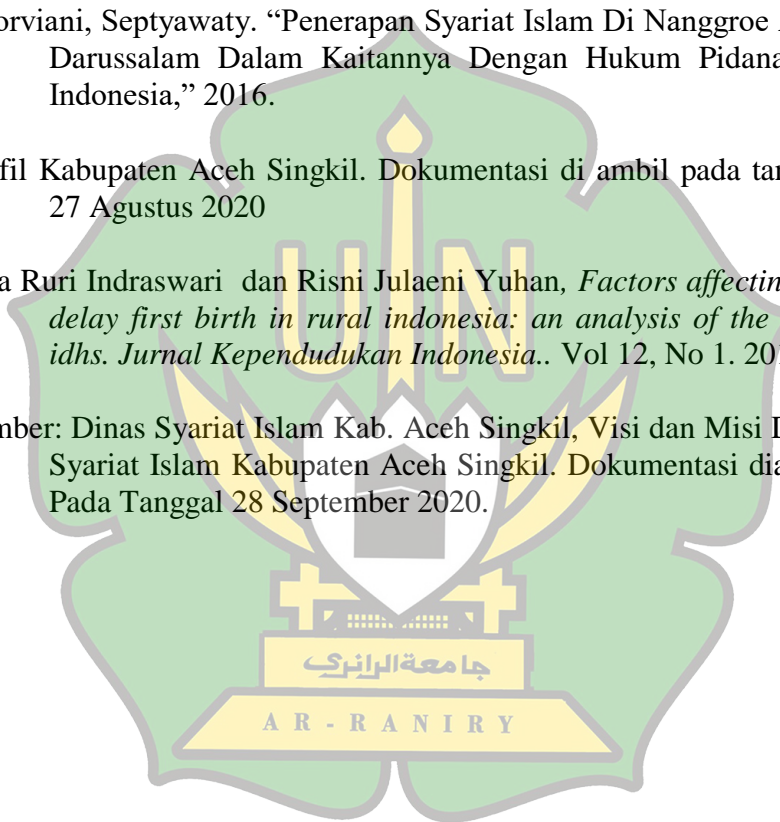 orviani, Septyawaty. “Penerapan Syariat Islam Di Nanggroe
Darussalam Dalam Kaitannya Dengan Hukum Pidana
Indonesia,” 2016.
fil Kabupaten Aceh Singkil. Dokumentasi di ambil pada tan
27 Agustus 2020
a Ruri Indraswari dan Risni Julaeni Yuhan, Factors affectin
delay first birth in rural indonesia: an analysis of the
idhs. Jurnal Kependudukan Indonesia.. Vol 12, No 1. 201
mber: Dinas Syariat Islam Kab. Aceh Singkil, Visi dan Misi D
Syariat Islam Kabupaten Aceh Singkil. Dokumentasi dia
Pada Tanggal 28 September 2020.
UIN
جامعةالرانري
AR-RANIRY